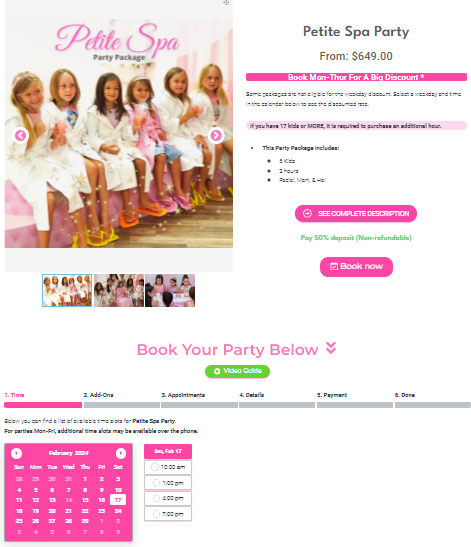 Petite Spa
Party Package
Petite Spa Party
From: $649.00
Book Mon-Thur For A Big Discount *
Some packages are not eligible for the weekday discount. Select a weekday and time
in the calendar below to see the discounted rate.
If you have 17 kids or MORE, it is required to purchase an additional hour.
This Party Package Includes:
6 Kids
2 hours
Facial, Mani, & Hair
SEE COMPLETE DESCRIPTION
Pay 50% deposit (Non-refundable)
Book now
Book Your Party Below
Video Guide
1. Time 2. Add-Ons 3. Appointments 4. Details 5. Payment 6. Done
Below you can find a list of available time slots for Petite Spa Party.
For parties Mon-Fri, additional time slots may be available over the phone.
February 2024
Sun Mon Tue Wed Thu Fri Sat
28 29 30 31 1 2 3
4 5 6 7 8 9 10
11 12 13 14 15 16 17
18 19 20 21 22 23 24
25 26 27 28 29 1 2
3 4 5 6 7 8 9
Sat, Feb 17
10:00 am
1:00 pm
4:00 pm
7:00 pm